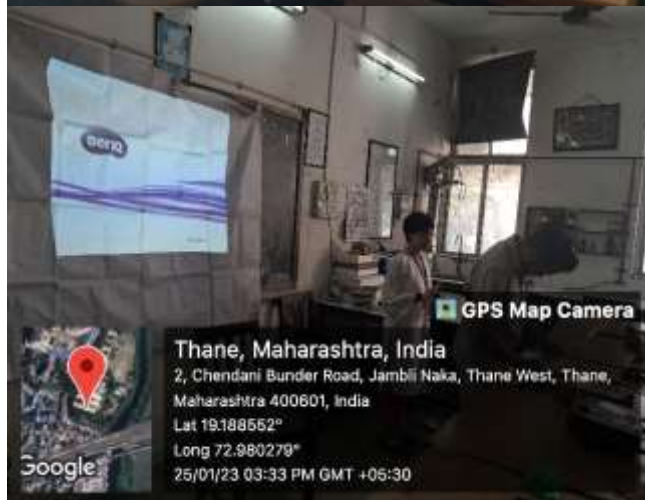 BenQ
GPS Map Camera
Thane, Maharashtra, India
2, Chendani Bunder Road, Jambli Naka, Thane West, Thane,
Maharashtra 400601, India
Lat 19.188552°
Long 72.980279°
25/01/23 03:33 PM GMT +05:30
Google